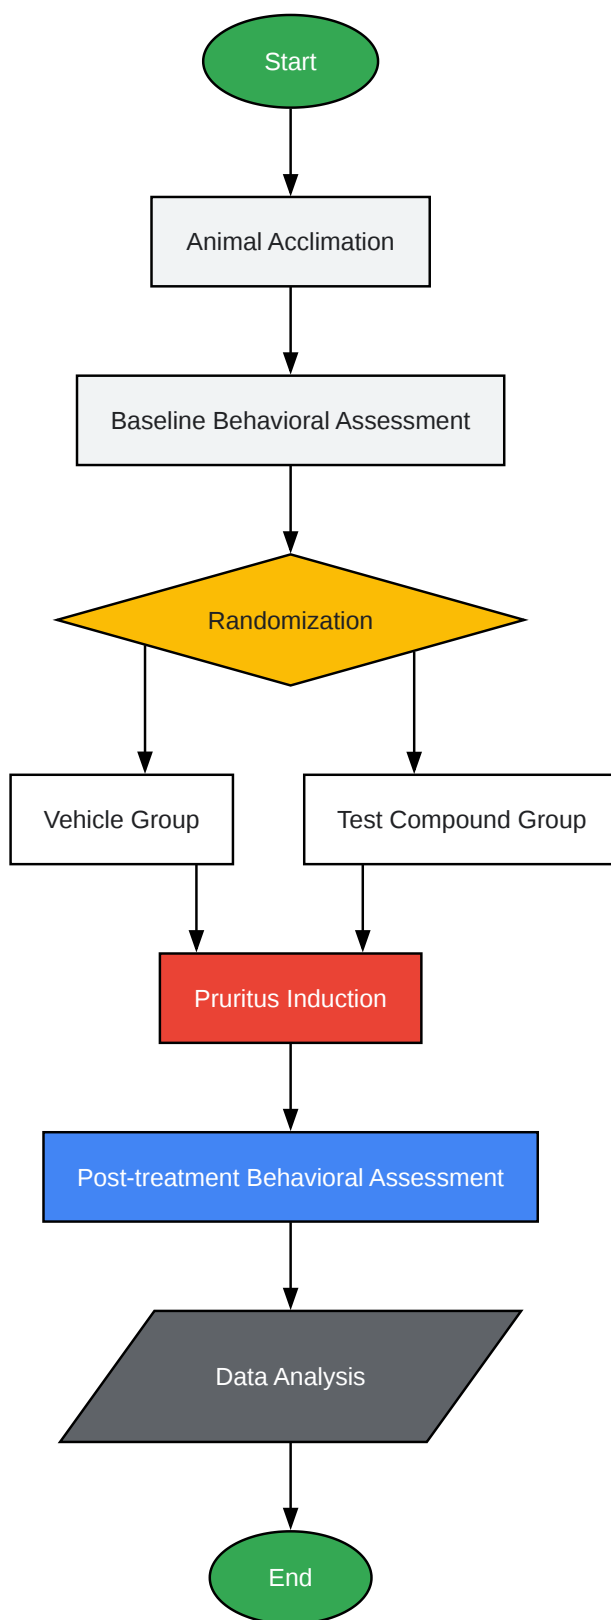 Start
Animal Acclimation
Baseline Behavioral Assessment
Randomization
Vehicle Group
Test Compound Group
Pruritus Induction
Post-treatment Behavioral Assessment
Data Analysis
End